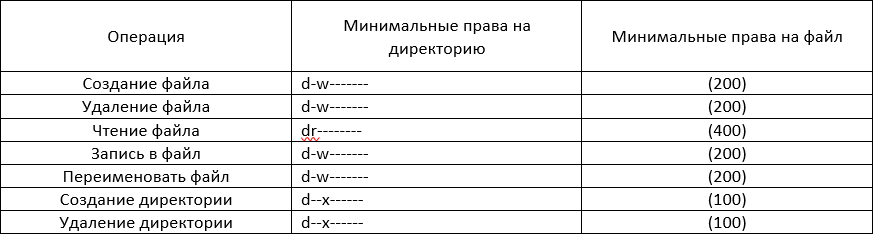 Операция Минимальные права на директорию Минимальные права на файл
Создание файла d-w------- (200)
Удаление файла d-w------- (200)
Чтение файла dr-------- (400)
Запись в файл d-w------- (200)
Переименовать файл d-w------- (200)
Создание директории d--x------ (100)
Удаление директории d--x------ (100)